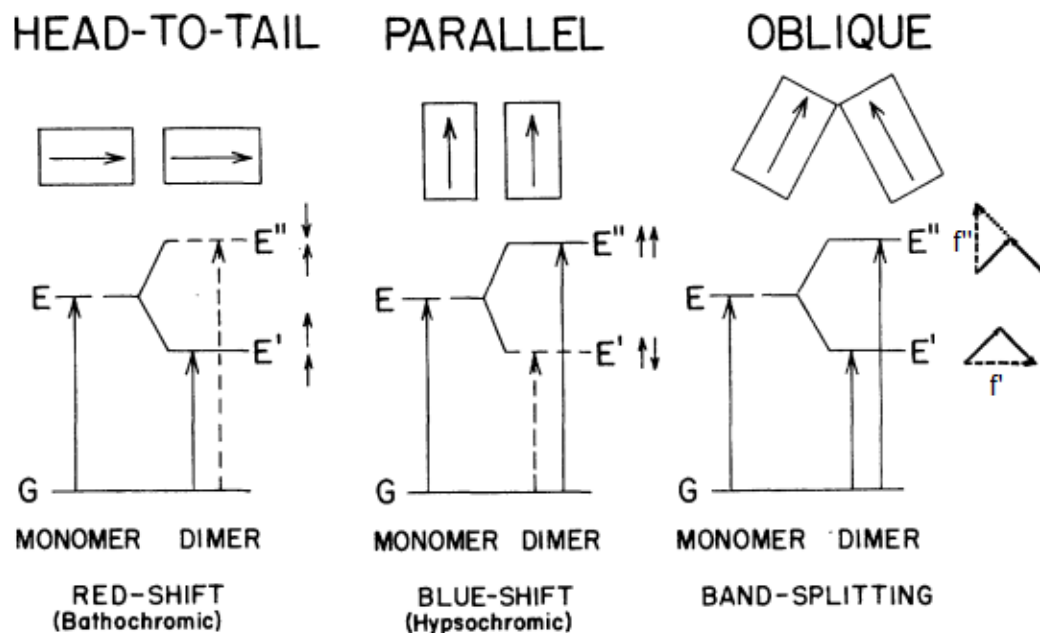 HEAD-TO-TAIL
PARALLEL
OBLIQUE
E"
E
E'
G
MONOMER DIMER
RED-SHIFT
(Bathochromic)
E"
E
E'
G
MONOMER DIMER
BLUE-SHIFT
(Hypsochromic)
E"
E
E'
G
f"
f'
MONOMER DIMER
BAND-SPLITTING